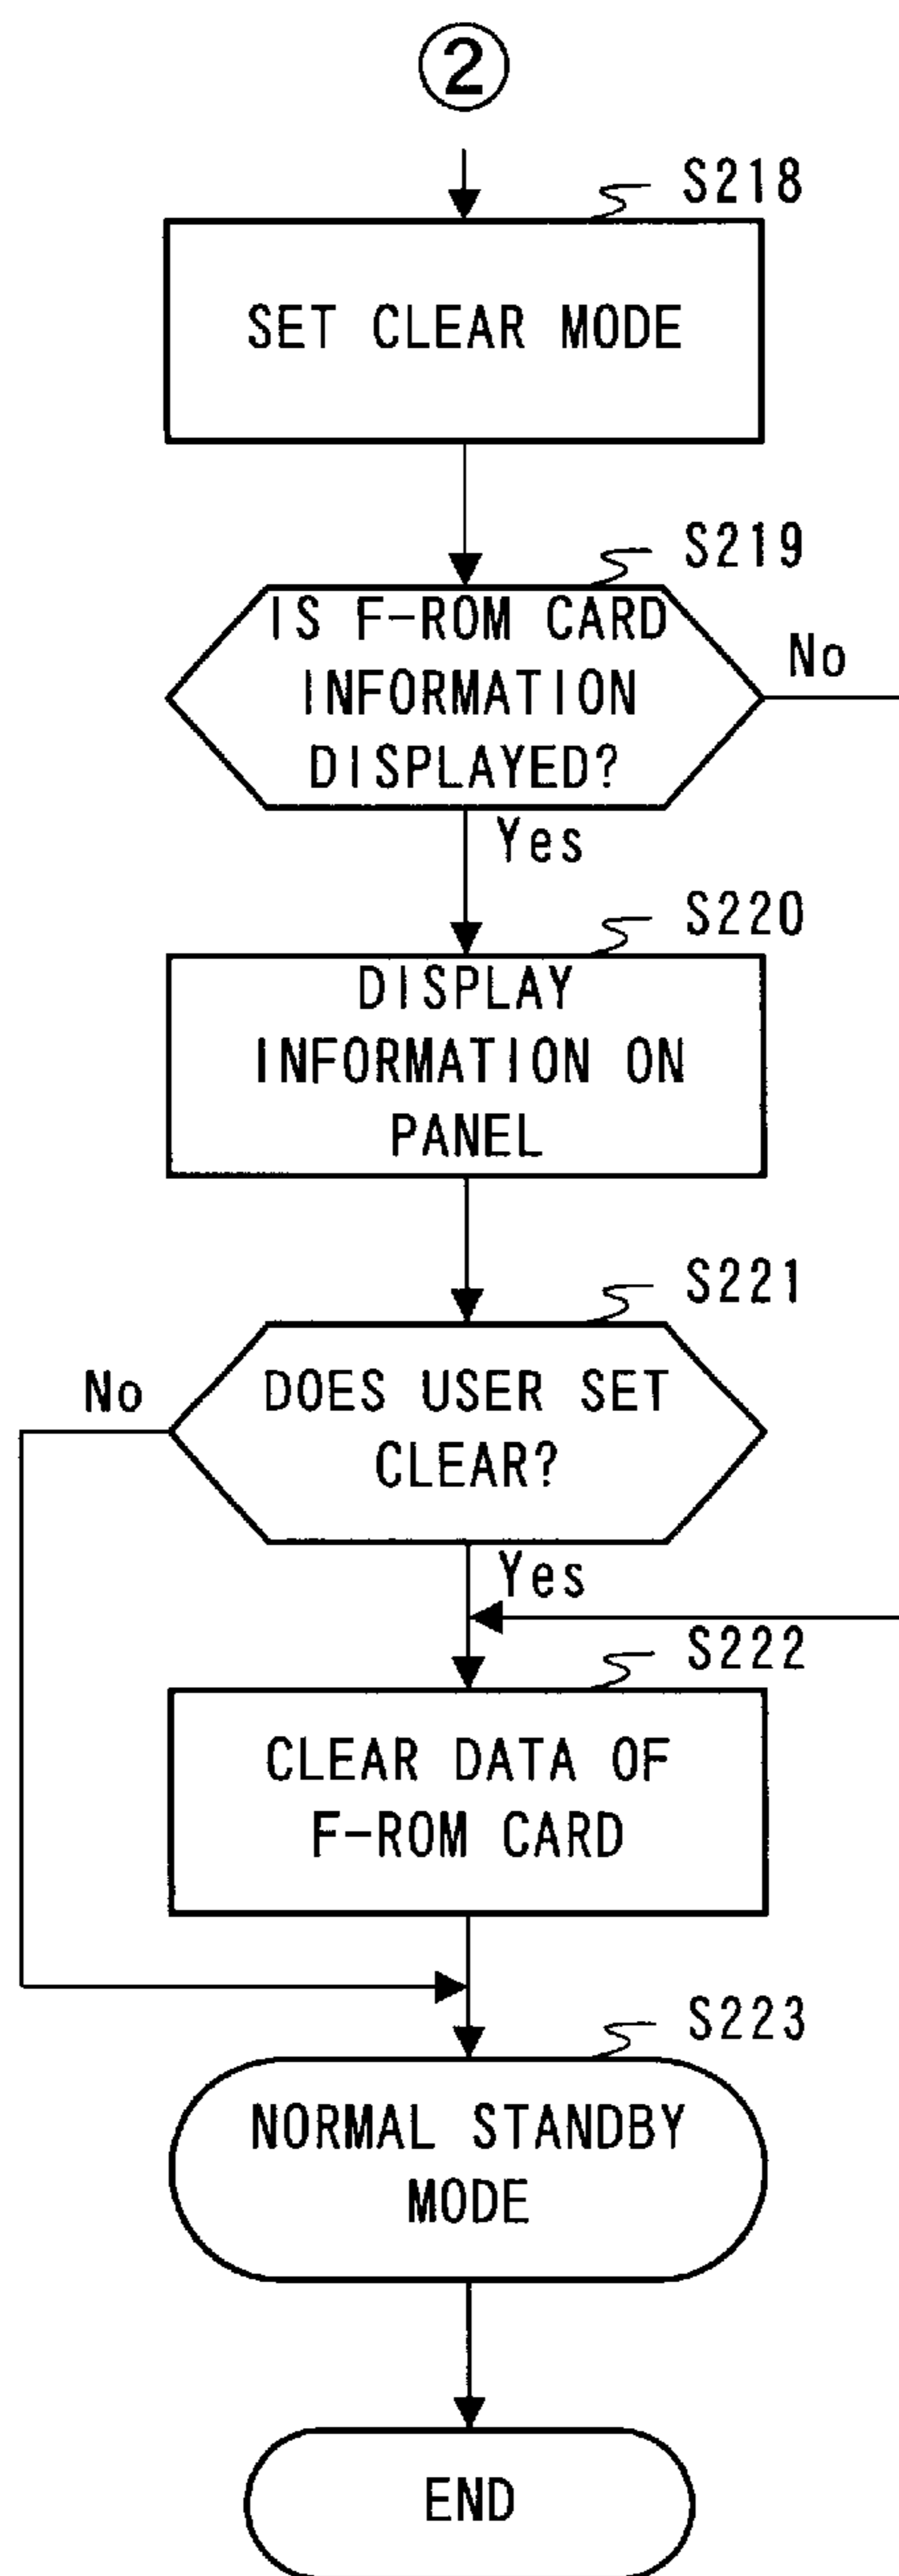 2
S218
SET CLEAR MODE
S219
IS F-ROM CARD
INFORMATION
DISPLAYED?
No
Yes
S220
DISPLAY
INFORMATION ON
PANEL
S221
No
DOES USER SET
CLEAR?
Yes
S222
CLEAR DATA OF
F-ROM CARD
S223
NORMAL STANDBY
MODE
END